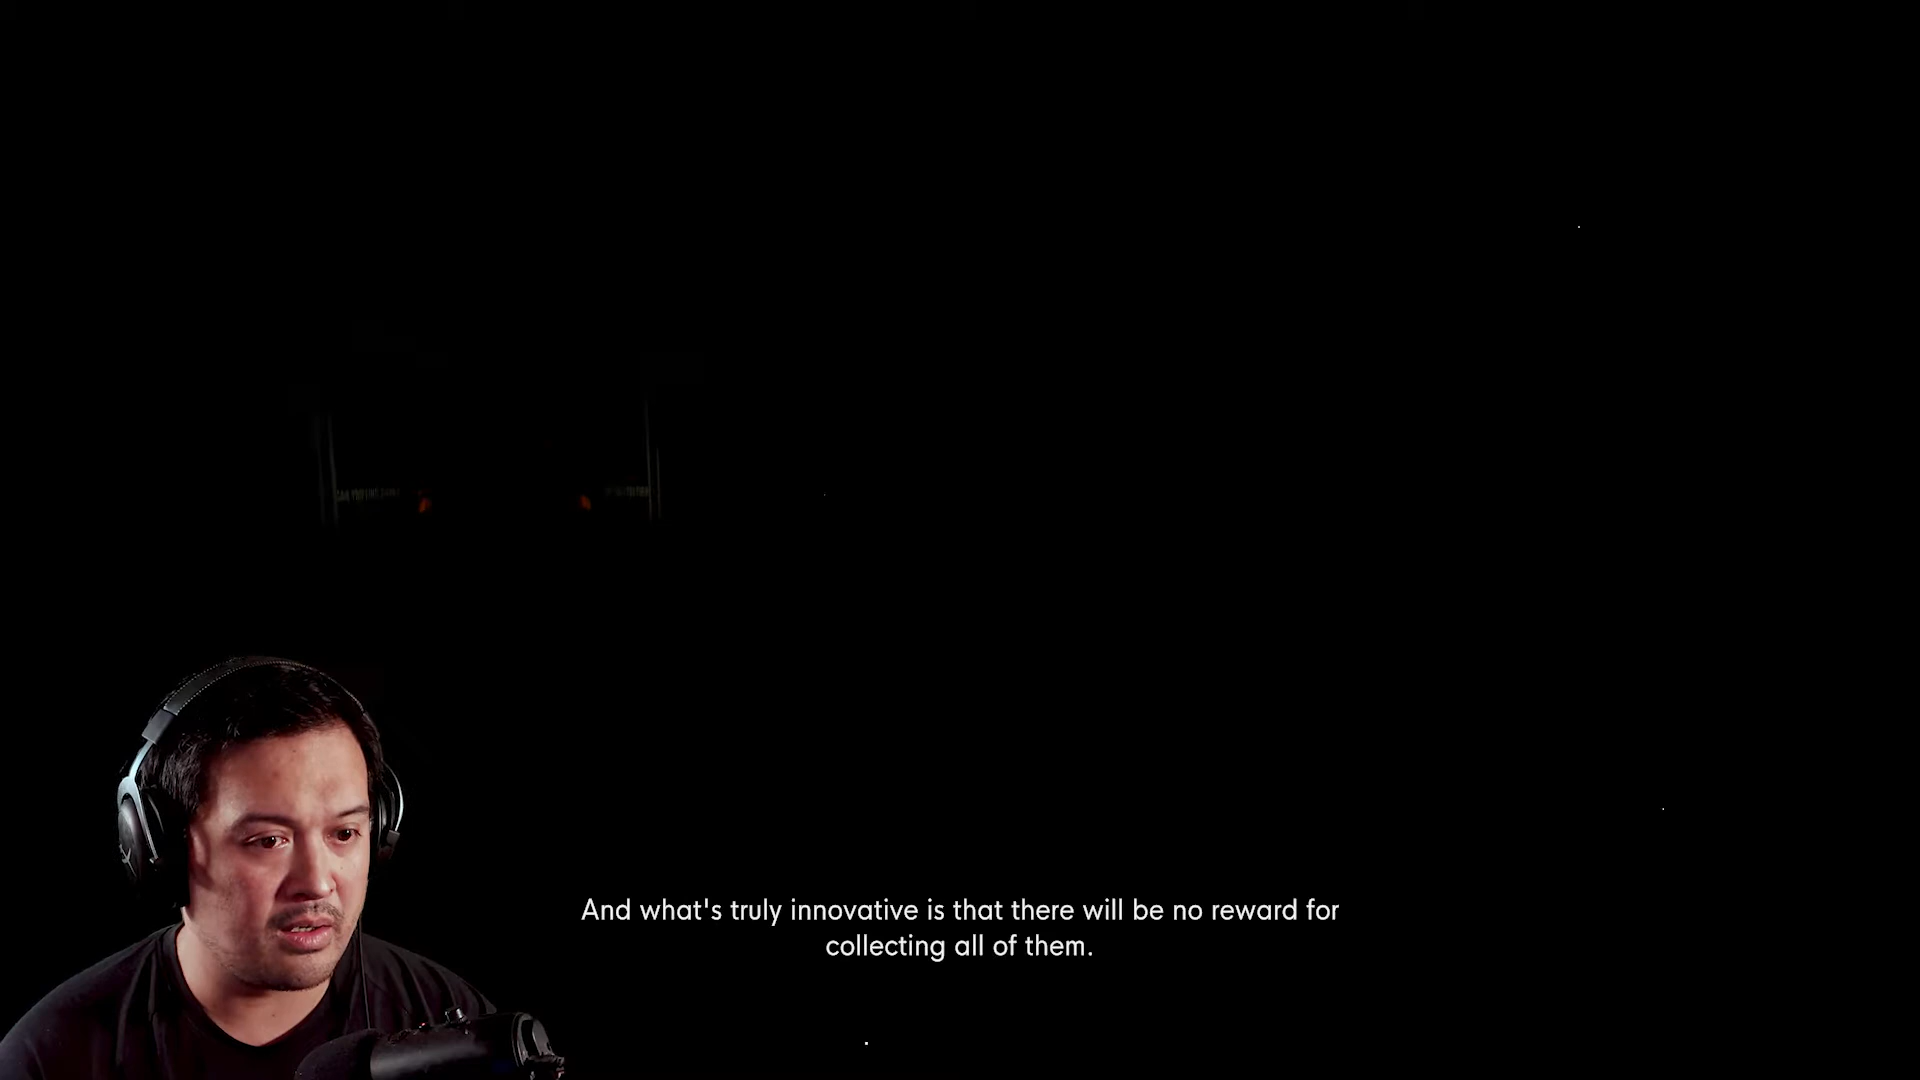 And what's truly innovative is that there will be no reward for
collecting all of them.